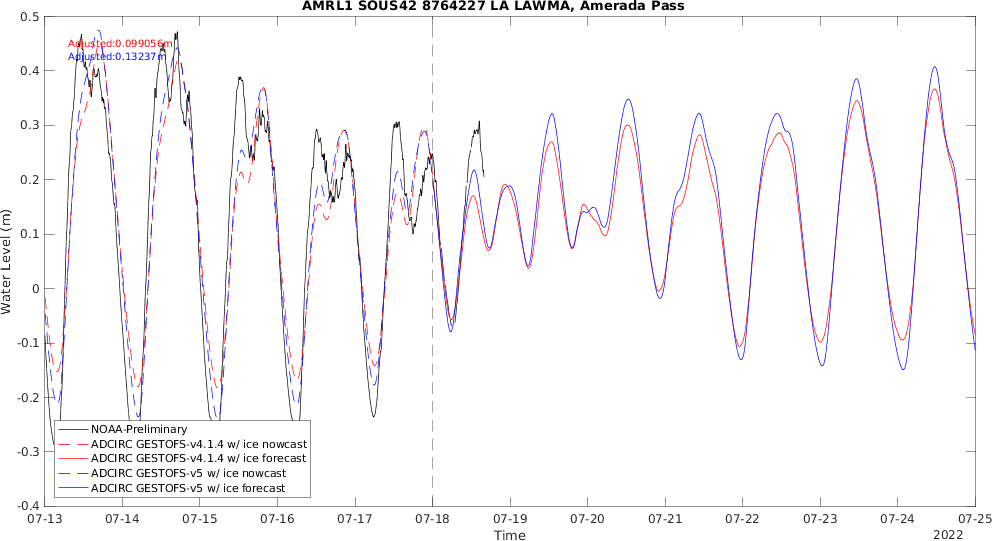 AMRL1 SOUS42 8764227 LA LAWMA, Amerada Pass
Water Level (m)
0.5
0.4
0.3
0.2
0.1
0
-0.1
-0.2
-0.3
-0.4
Adjusted:0.099056m
Adjusted:0.13237m
NOAA-Preliminary
ADCIRC GESTOFS-v4.1.4 w/ ice nowcast
ADCIRC GESTOFS-v4.1.4 w/ ice forecast
ADCIRC GESTOFS-v5 w/ ice nowcast
ADCIRC GESTOFS-v5 w/ ice forecast
07-13 07-14 07-15 07-16 07-17 07-18 07-19 07-20 07-21 07-22 07-23 07-24 07-25
Time
2022